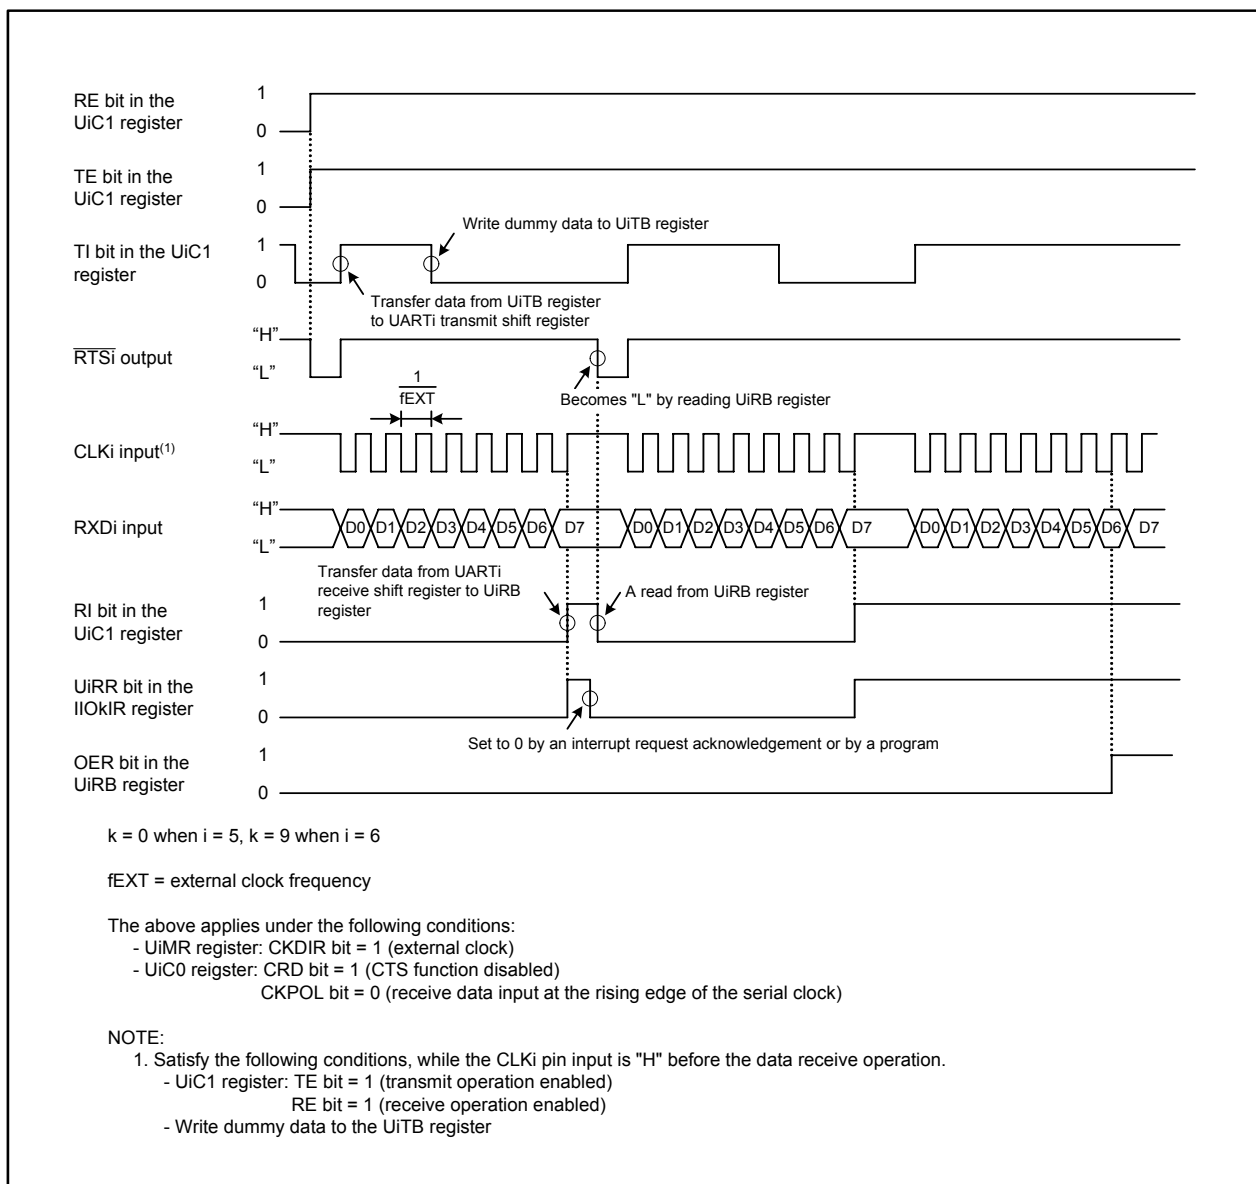 RE bit in the
UiC1 register
1
0
TE bit in the
UiC1 register
1
0
Write dummy data to UiTB register
TI bit in the UiC1
register
1
0
Transfer data from UiTB register
to UARTi transmit shift register
RTSi output
“H”
“L”
1
fEXT
Becomes "L" by reading UiRB register
CLKi input(1)
“H”
“L”
RXDi input
“H”
“L”
D0 D1 D2 D3 D4 D5 D6 D7 D0 D1 D2 D3 D4 D5 D6 D7 D0 D1 D2 D3 D4 D5 D6 D7
Transfer data from UARTi
receive shift register to UiRB
register
A read from UiRB register
RI bit in the
UiC1 register
1
0
UiRR bit in the
IIOkIR register
1
0
Set to 0 by an interrupt request acknowledgement or by a program
OER bit in the
UiRB register
1
0
k = 0 when i = 5, k = 9 when i = 6
fEXT = external clock frequency
The above applies under the following conditions:
- UiMR register: CKDIR bit = 1 (external clock)
- UiC0 reigster: CRD bit = 1 (CTS function disabled)
CKPOL bit = 0 (receive data input at the rising edge of the serial clock)
NOTE:
1. Satisfy the following conditions, while the CLKi pin input is "H" before the data receive operation.
- UiC1 register: TE bit = 1 (transmit operation enabled)
RE bit = 1 (receive operation enabled)
- Write dummy data to the UiTB register